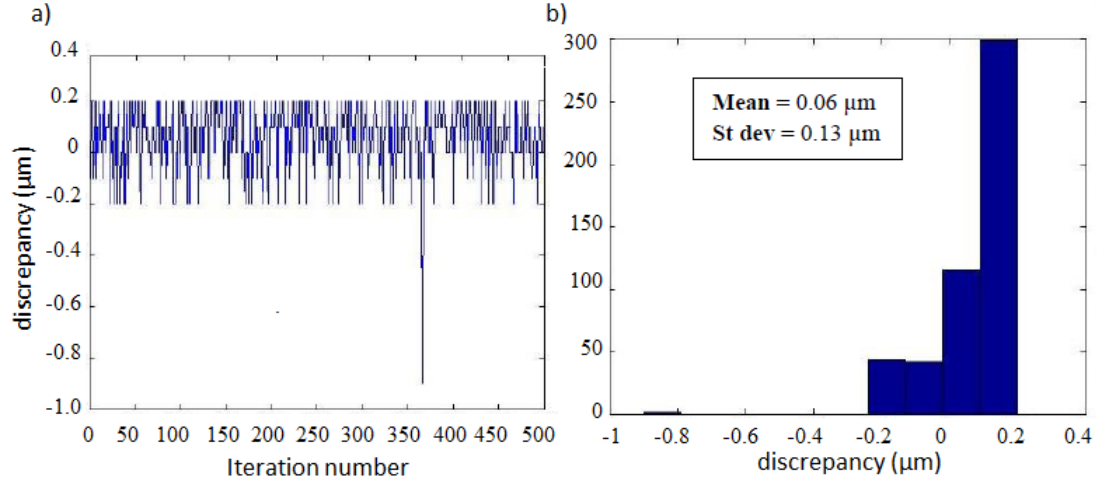 a)
0.4
0.2
0
-0.2
-0.4
-0.6
-0.8
-1.0
discrepancy (µm)
0 50 100 150 200 250 300 350 400 450 500
Iteration number
b)
300
250
200
150
100
50
0
Mean = 0.06 µm
St dev = 0.13 µm
-1 -0.8 -0.6 -0.4 -0.2 0 0.2 0.4
discrepancy (µm)